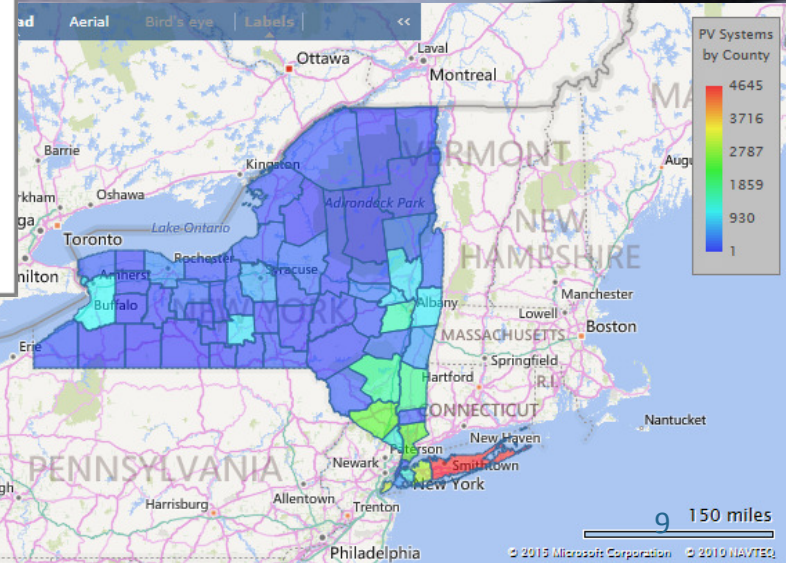 ad Aerial Bird's eye Labels <<
PV Systems
by County
4645
3716
2787
1859
930
1
Ottawa
Laval
Montreal
MA
Barrie
Kingston
VERMONT
Augu
rkham
Oshawa
Adirondack Park
ga
Toronto
Lake Ontario
NEW
HAMPSHIRE
milton
Rochester
Amherst
Syracuse
Buffalo
NEW YORK
Albany
Manchester
Lowell
Boston
MASSACHUSETTS
Erie
Springfield
Hartford
R.I.
CONNECTICUT
Nantucket
New Haven
Paterson
PENNSYLVANIA
Newark
Smithtown
New York
gh
Allentown
Harrisburg
Trenton
9 150 miles
Philadelphia
© 2015 Microsoft Corporation © 2010 NAVTEQ